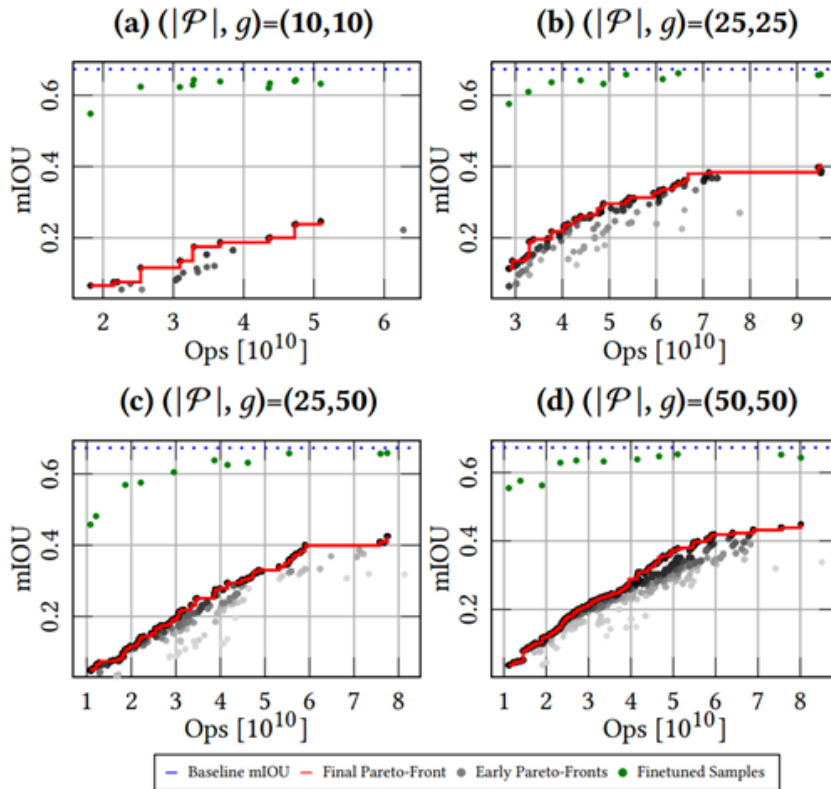 (a) (|𝒫|, g)=(10,10)
(b) (|𝒫|, g)=(25,25)
mIOU
0.6
0.4
0.2
2 3 4 5 6
Ops [10¹⁰]
mIOU
0.6
0.4
0.2
3 4 5 6 7 8 9
Ops [10¹⁰]
(c) (|𝒫|, g)=(25,50)
(d) (|𝒫|, g)=(50,50)
mIOU
0.6
0.4
0.2
1 2 3 4 5 6 7 8
Ops [10¹⁰]
mIOU
0.6
0.4
0.2
1 2 3 4 5 6 7 8
Ops [10¹⁰]
Baseline mIOU Final Pareto-Front Early Pareto-Fronts Finetuned Samples